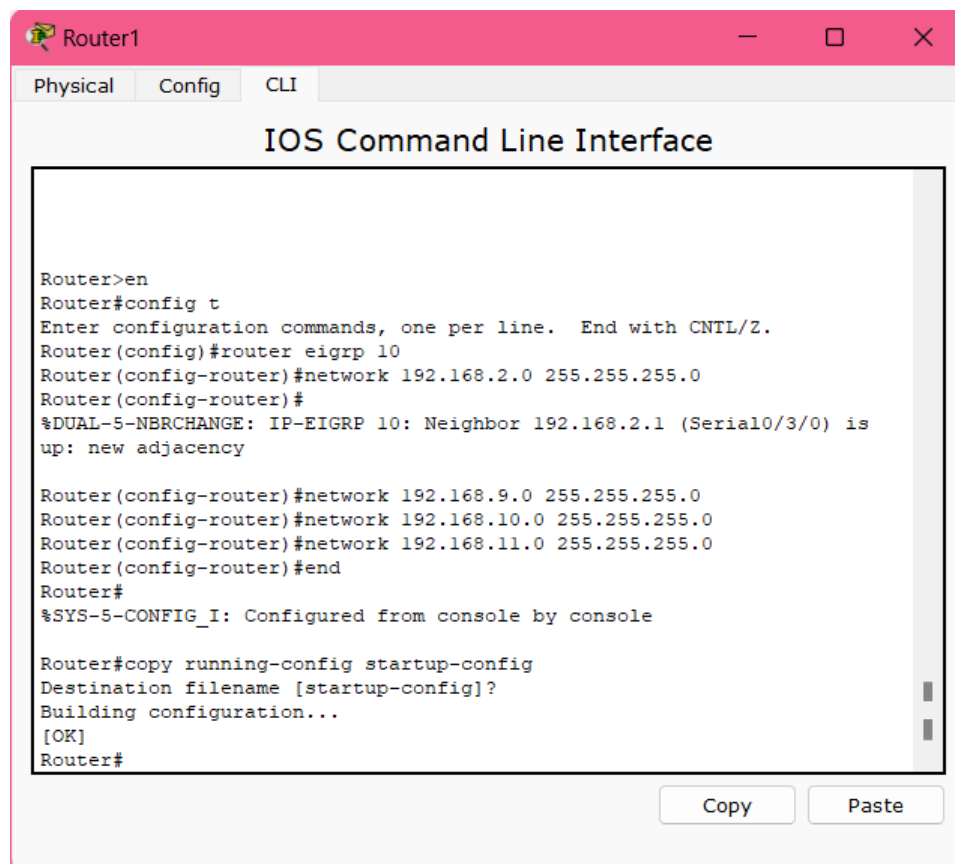 Router1
Physical Config CLI
IOS Command Line Interface
Router>en
Router#config t
Enter configuration commands, one per line.  End with CNTL/Z.
Router(config)#router eigrp 10
Router(config-router)#network 192.168.2.0 255.255.255.0
Router(config-router)#
%DUAL-5-NBRCHANGE: IP-EIGRP 10: Neighbor 192.168.2.1 (Serial0/3/0) is
up: new adjacency
Router(config-router)#network 192.168.9.0 255.255.255.0
Router(config-router)#network 192.168.10.0 255.255.255.0
Router(config-router)#network 192.168.11.0 255.255.255.0
Router(config-router)#end
Router#
%SYS-5-CONFIG_I: Configured from console by console
Router#copy running-config startup-config
Destination filename [startup-config]?
Building configuration...
[OK]
Router#
Copy Paste